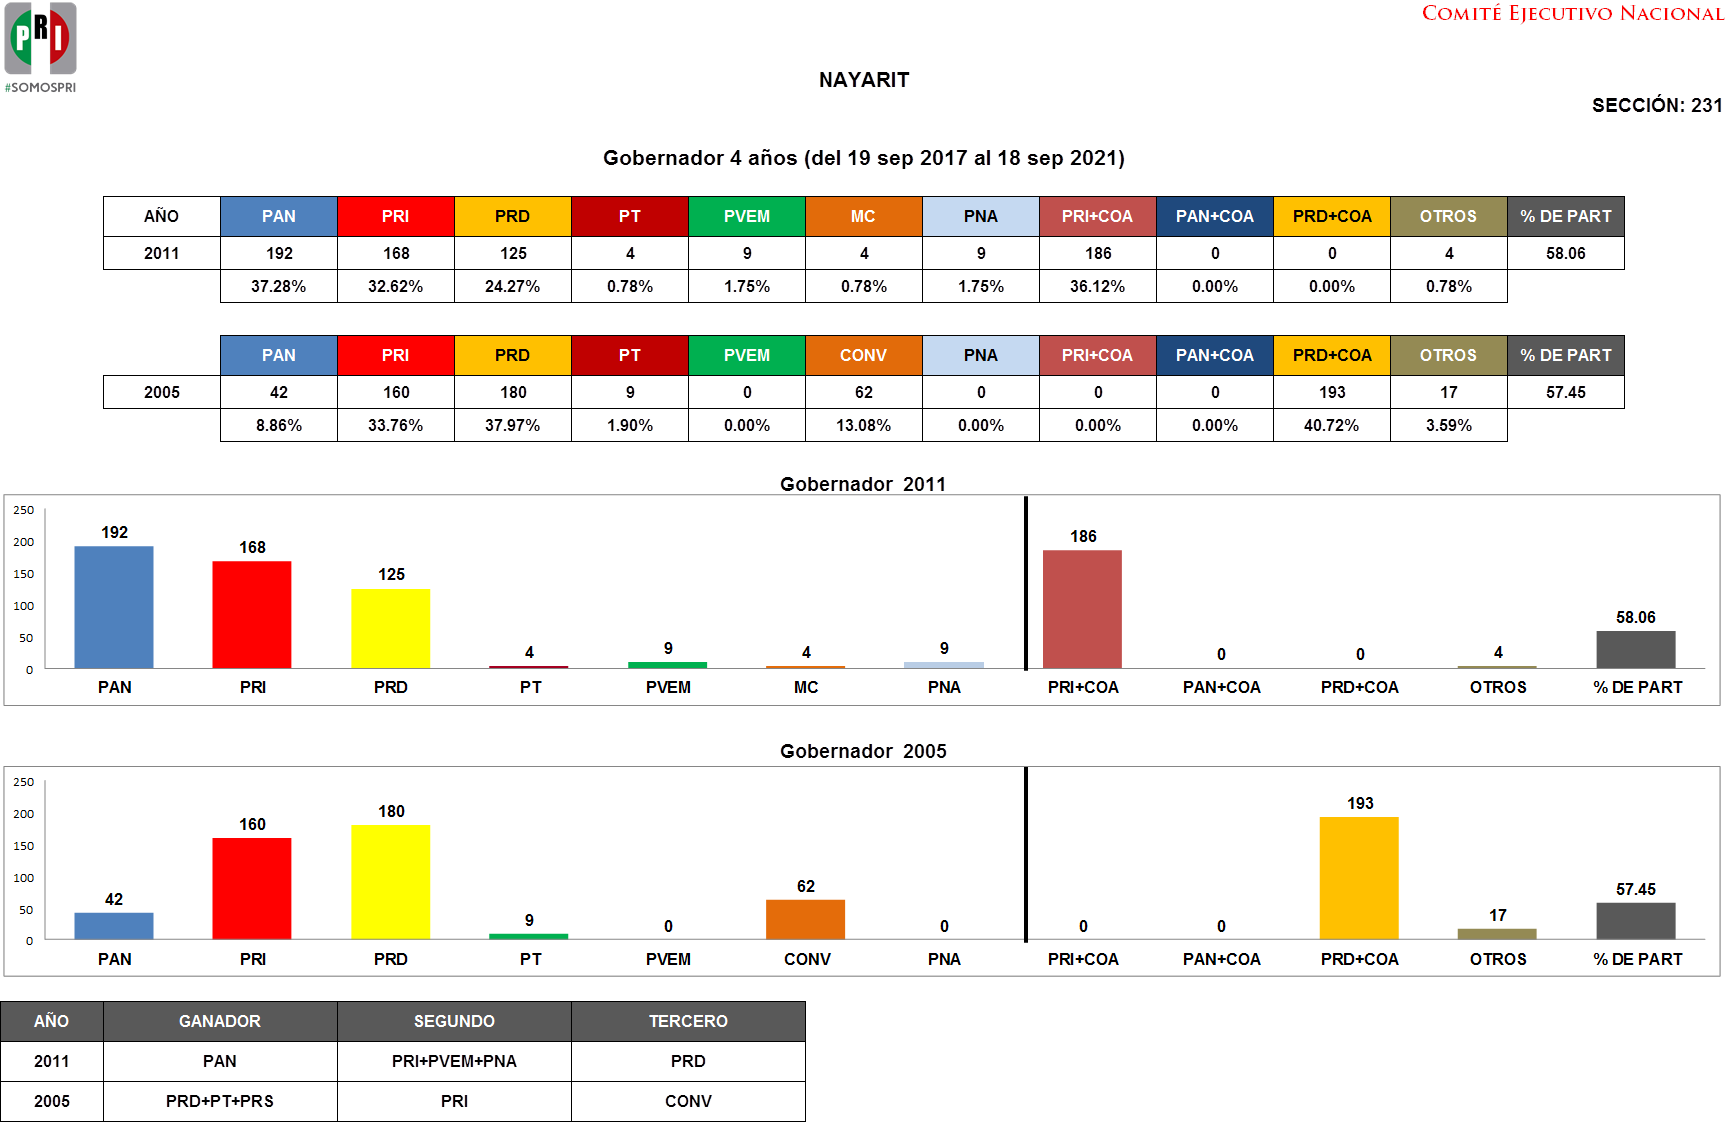 PRI
#SOMOSPRI
COMITÉ EJECUTIVO NACIONAL
NAYARIT
SECCIÓN: 231
Gobernador 4 años (del 19 sep 2017 al 18 sep 2021)
AÑO PAN PRI PRD PT PVEM MC PNA PRI+COA PAN+COA PRD+COA OTROS % DE PART
2011 192 168 125 4 9 4 9 186 0 0 4 58.06
37.28% 32.62% 24.27% 0.78% 1.75% 0.78% 1.75% 36.12% 0.00% 0.00% 0.78%
PAN PRI PRD PT PVEM CONV PNA PRI+COA PAN+COA PRD+COA OTROS % DE PART
2005 42 160 180 9 0 62 0 0 0 193 17 57.45
8.86% 33.76% 37.97% 1.90% 0.00% 13.08% 0.00% 0.00% 0.00% 40.72% 3.59%
Gobernador 2011
250
200
150
100
50
0
192 168 125 4 9 4 9 186 0 0 4 58.06
PAN PRI PRD PT PVEM MC PNA PRI+COA PAN+COA PRD+COA OTROS % DE PART
Gobernador 2005
250
200
150
100
50
0
42 160 180 9 0 62 0 0 0 193 17 57.45
PAN PRI PRD PT PVEM CONV PNA PRI+COA PAN+COA PRD+COA OTROS % DE PART
AÑO GANADOR SEGUNDO TERCERO
2011 PAN PRI+PVEM+PNA PRD
2005 PRD+PT+PRS PRI CONV